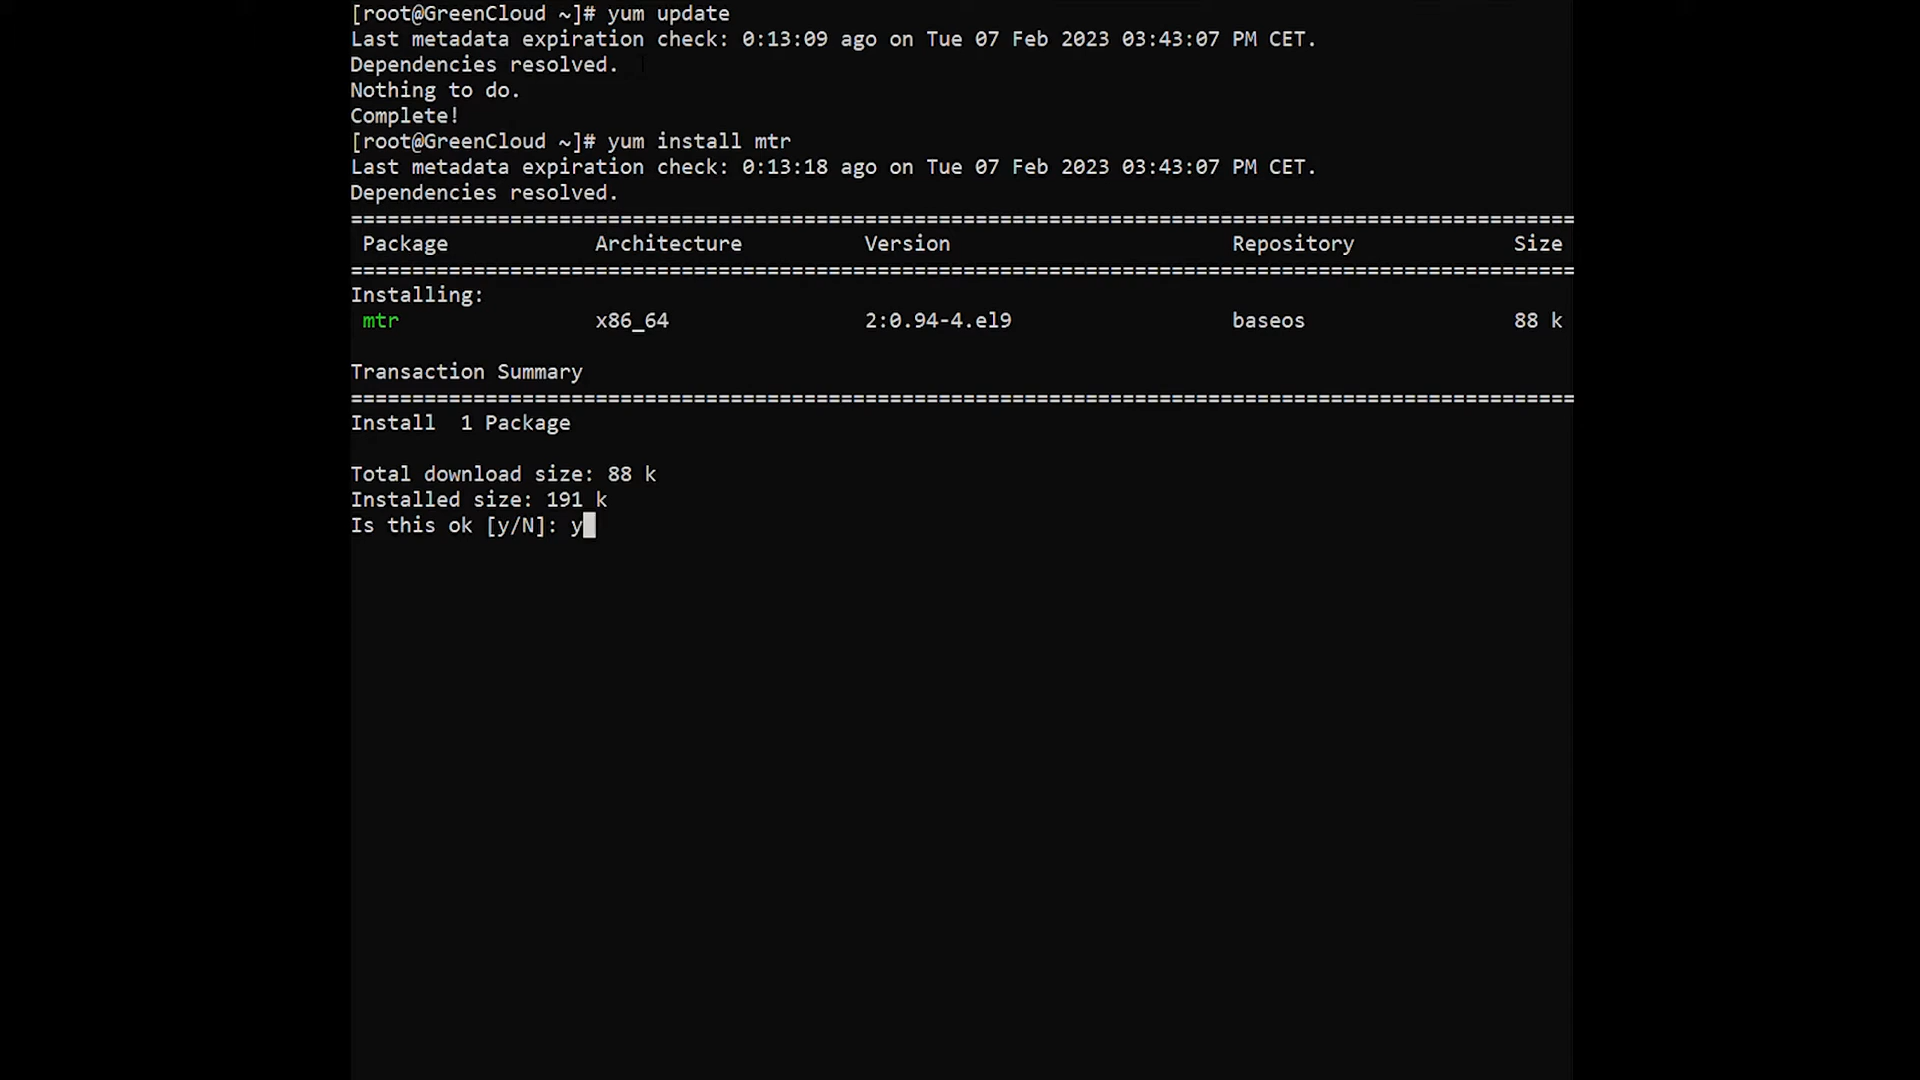 [root@GreenCloud ~]# yum update
Last metadata expiration check: 0:13:09 ago on Tue 07 Feb 2023 03:43:07 PM CET.
Dependencies resolved.
Nothing to do.
Complete!
[root@GreenCloud ~]# yum install mtr
Last metadata expiration check: 0:13:18 ago on Tue 07 Feb 2023 03:43:07 PM CET.
Dependencies resolved.
====================================================================================================
Package Architecture Version Repository Size
====================================================================================================
Installing:
mtr x86_64 2:0.94-4.el9 baseos 88 k
Transaction Summary
====================================================================================================
Install 1 Package
Total download size: 88 k
Installed size: 191 k
Is this ok [y/N]: y